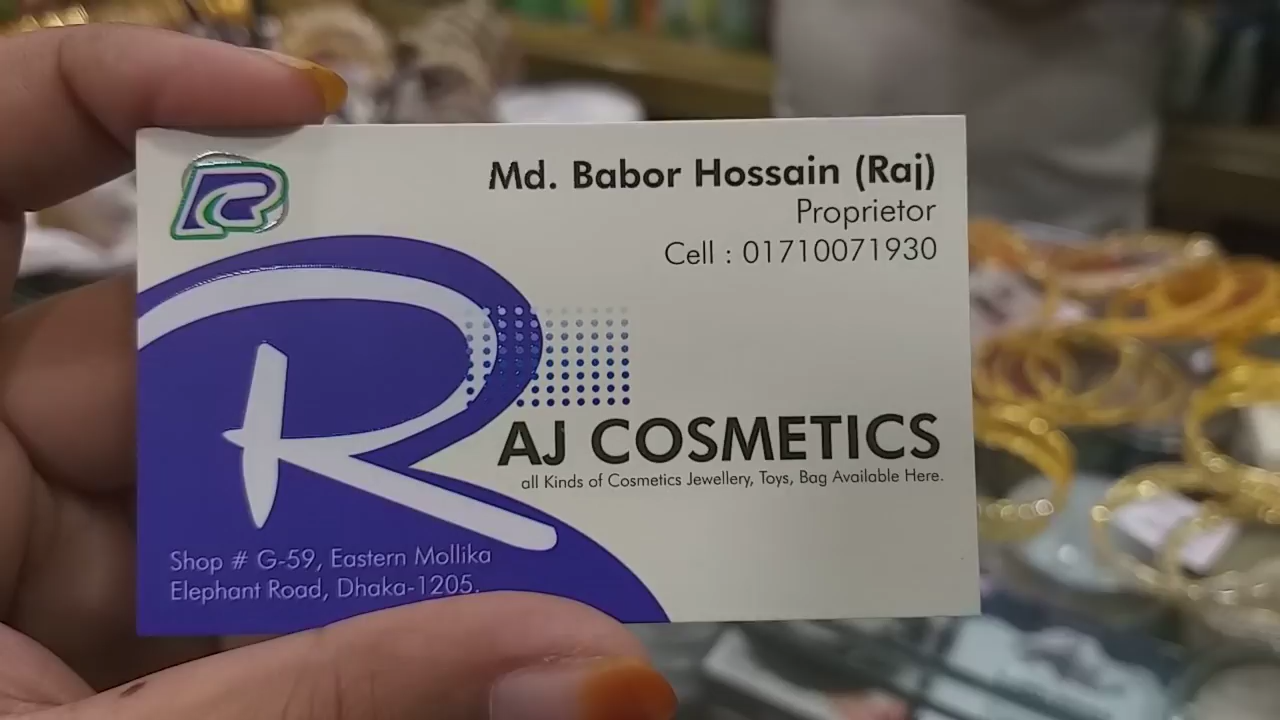 Md. Babor Hossain (Raj)
Proprietor
Cell : 01710071930
RAJ COSMETICS
all Kinds of Cosmetics Jewellery, Toys, Bag Available Here.
Shop # G-59, Eastern Mollika
Elephant Road, Dhaka-1205.